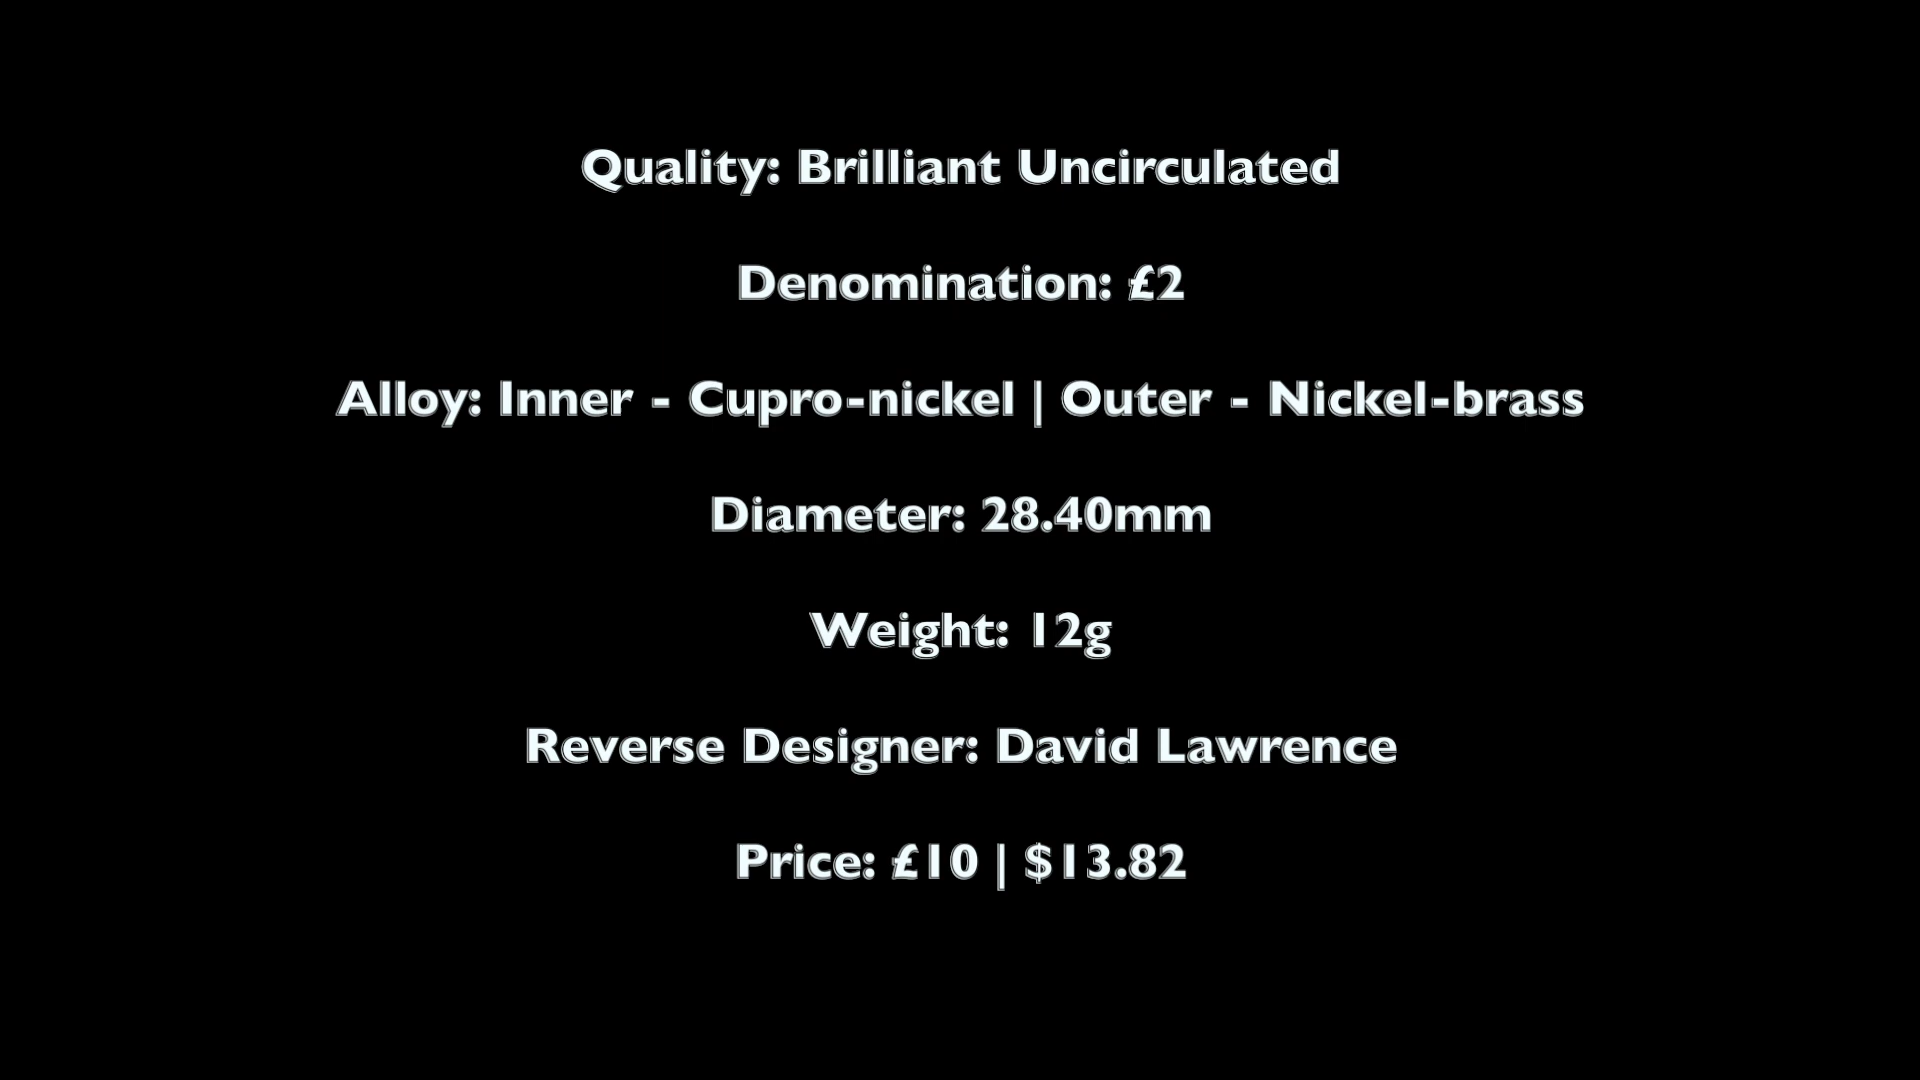 Quality: Brilliant Uncirculated
Denomination: £2
Alloy: Inner - Cupro-nickel | Outer - Nickel-brass
Diameter: 28.40mm
Weight: 12g
Reverse Designer: David Lawrence
Price: £10 | $13.82